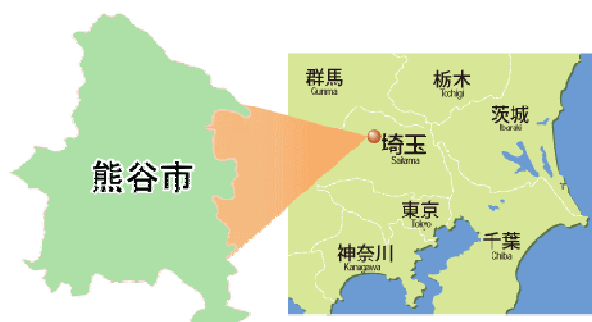 熊谷市
群馬
Gunma
栃木
Tochigi
茨城
Ibaraki
埼玉
Saitama
東京
Tokyo
神奈川
Kanagawa
千葉
Chiba